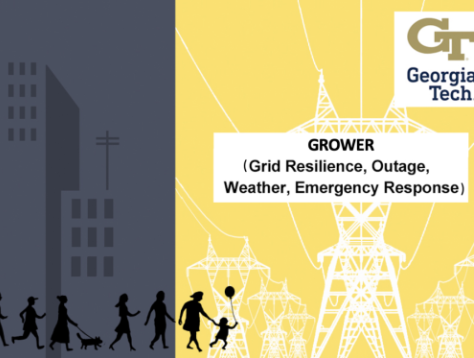 GT
Georgia
Tech
GROWER
(Grid Resilience, Outage,
Weather, Emergency Response)